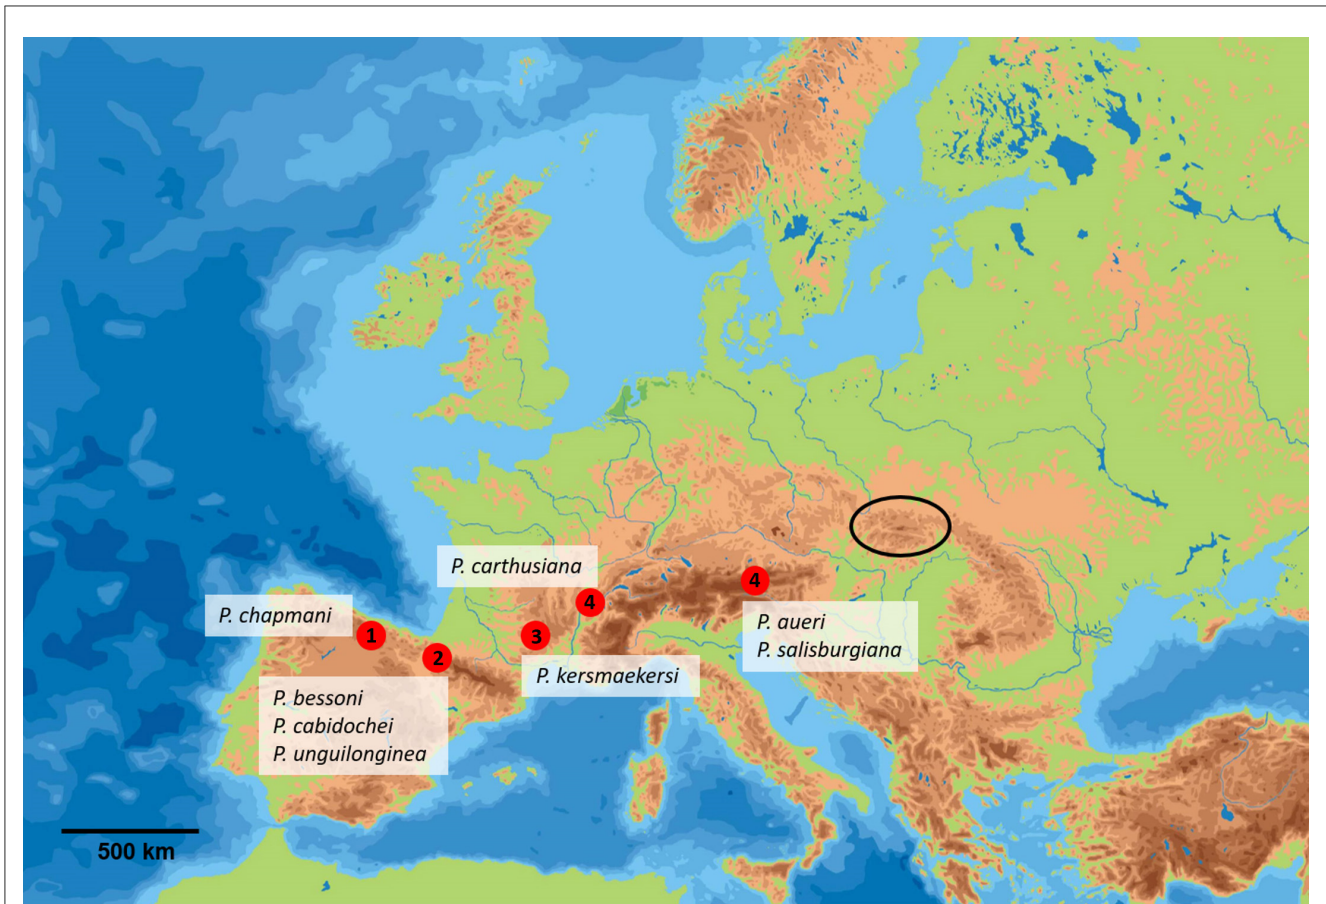 P. carthusiana
4
4
P. chapmani
1
3
P. aueri
P. salisburgiana
2
P. kersmaekersi
P. bessoni
P. cabidochei
P. unguilonginea
500 km